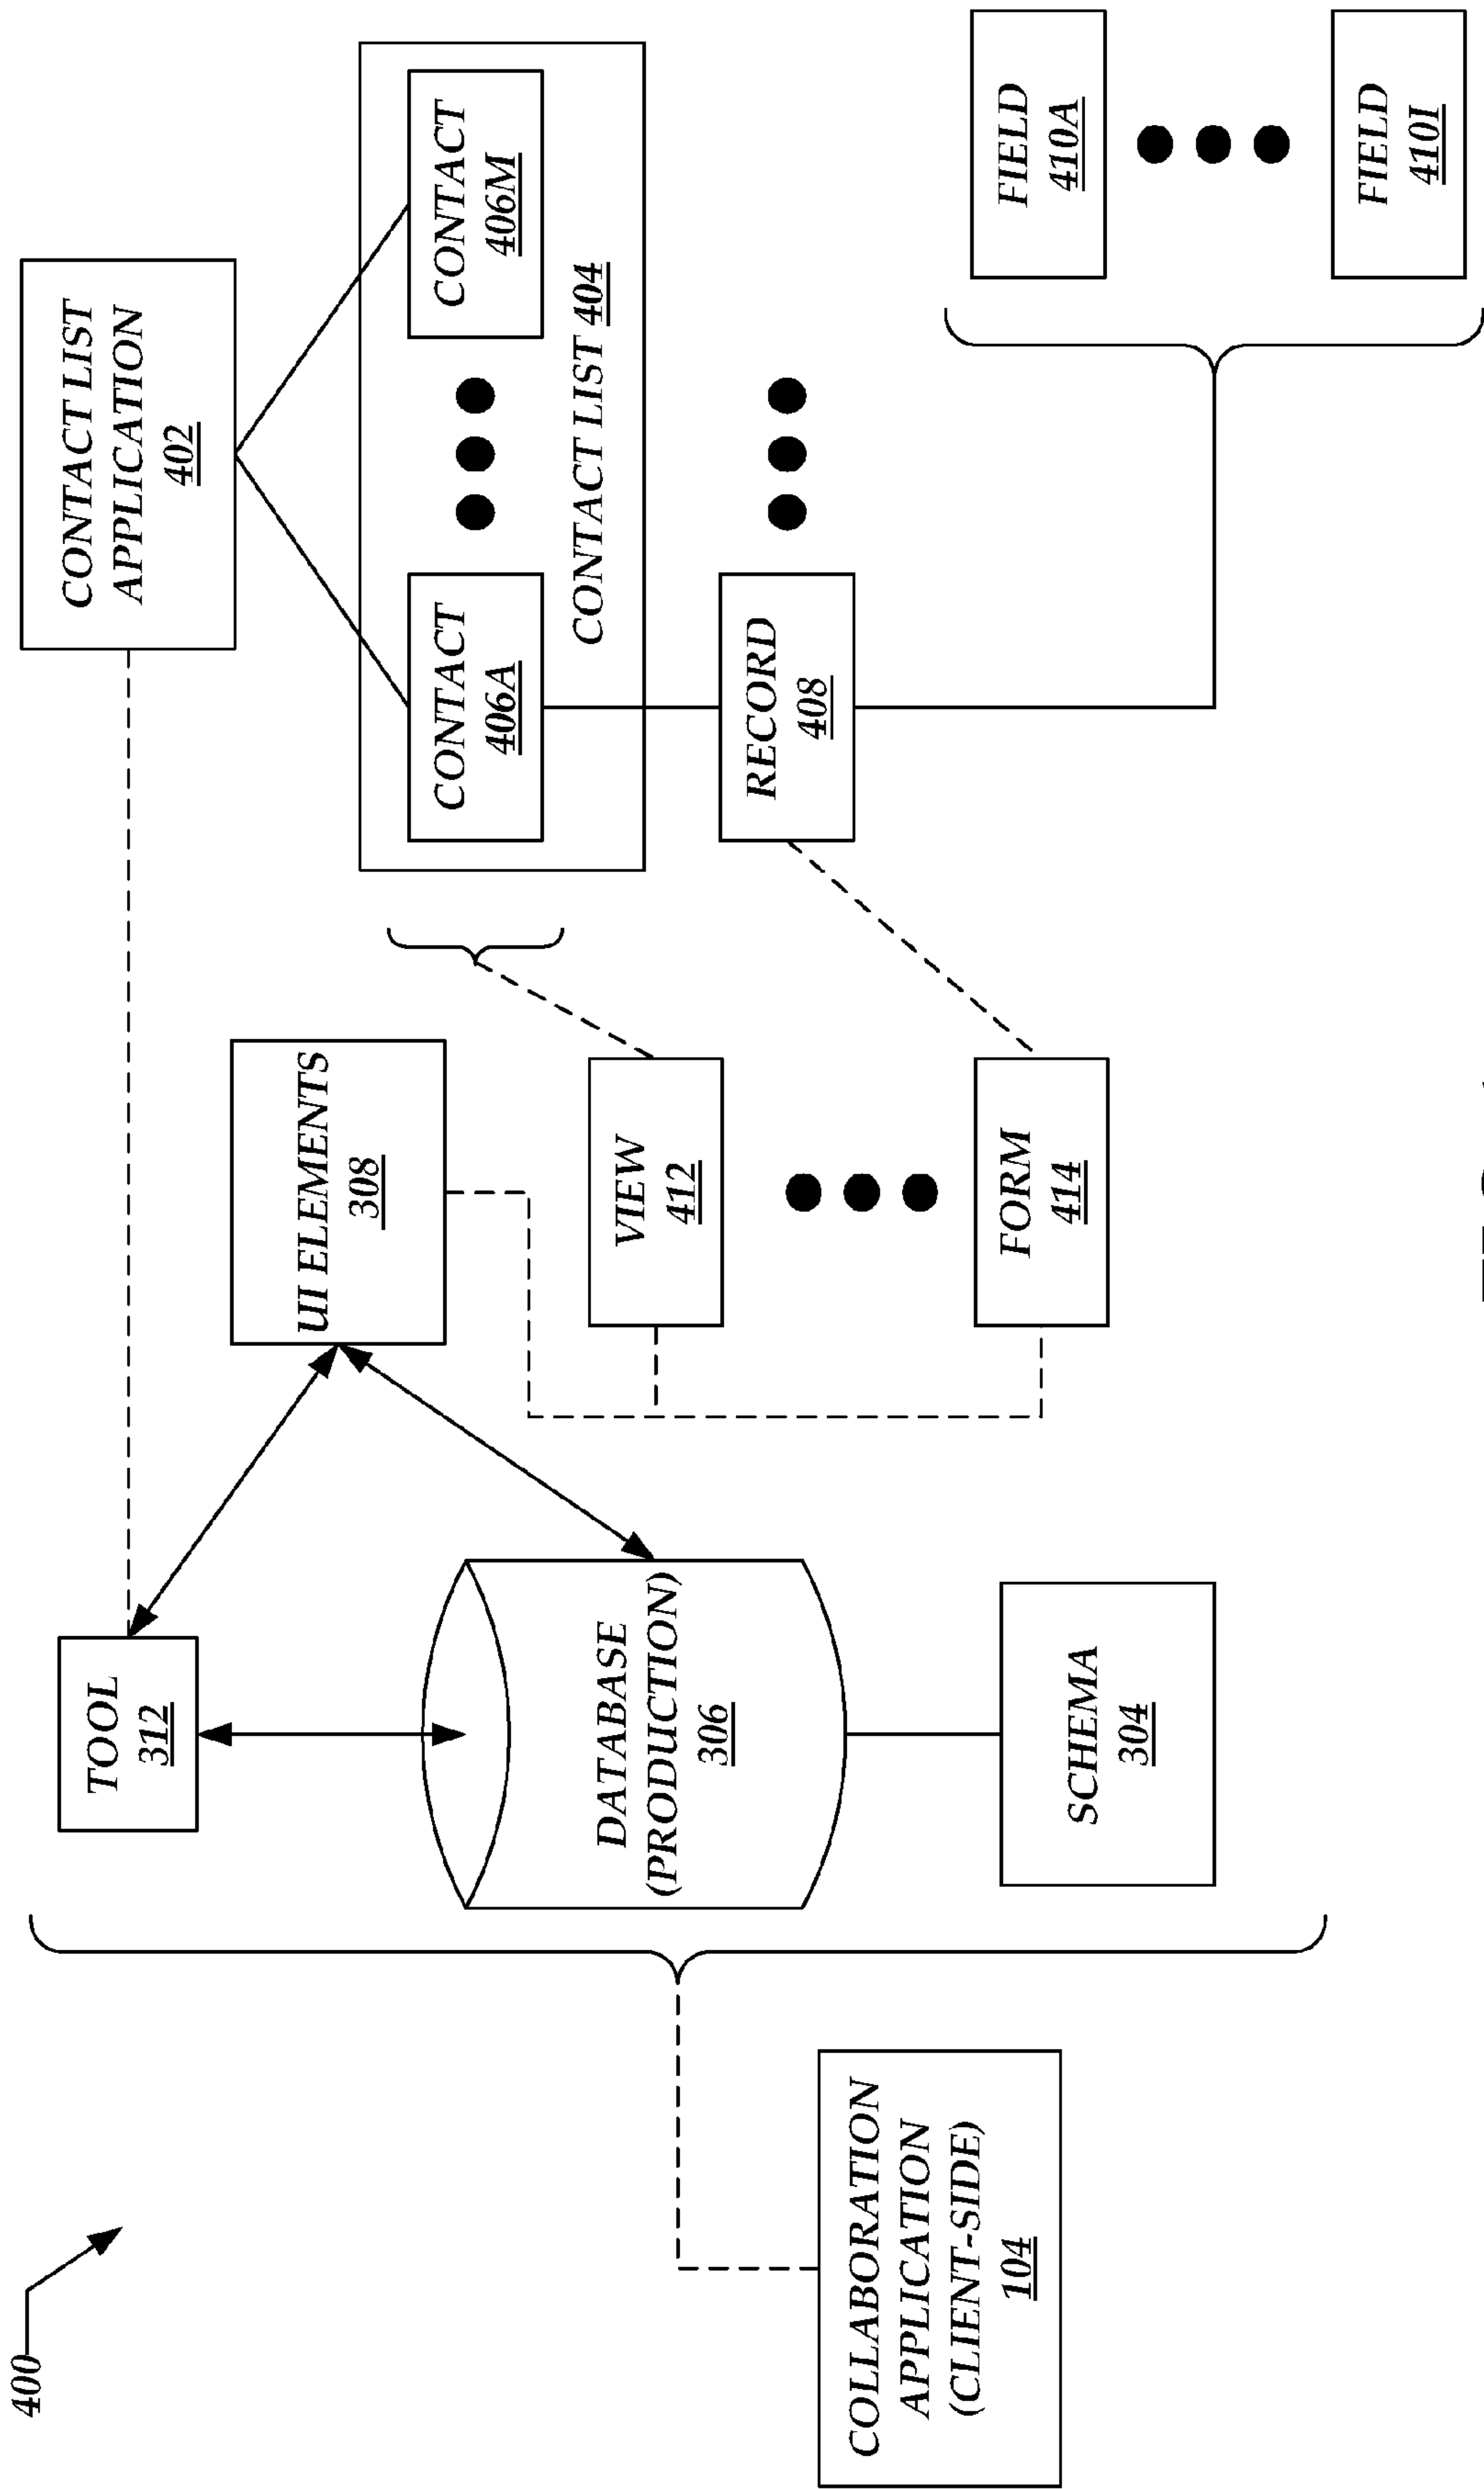 400
COLLABORATION
APPLICATION
(CLIENT-SIDE)
104
TOOL
312
DATABASE
(PRODUCTION)
306
SCHEMA
304
UI ELEMENTS
308
VIEW
412
FORM
414
CONTACT LIST
APPLICATION
402
CONTACT
406A
CONTACT
406M
CONTACT LIST 404
RECORD
408
FIELD
410A
FIELD
410I